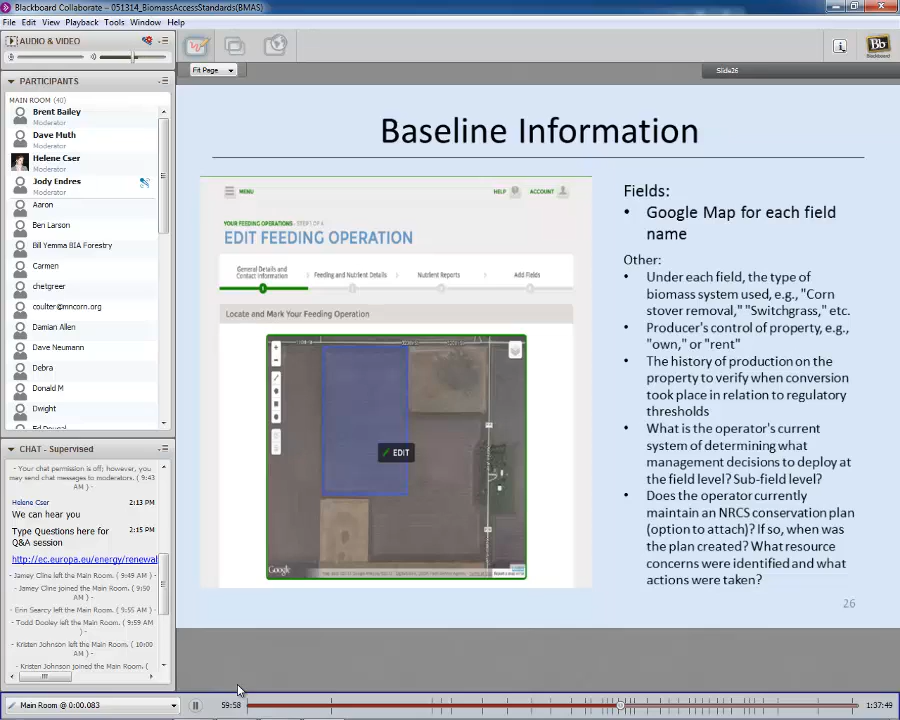 Blackboard Collaborate – 051314_BiomassAccessStandards(BMAS)
File Edit View Playback Tools Window Help
AUDIO & VIDEO
Fit Page
Slide26
Bb
PARTICIPANTS
MAIN ROOM (40)
Brent Bailey
Moderator
Dave Muth
Moderator
Helene Cser
Moderator
Jody Endres
Moderator
Aaron
Ben Larson
Bill Yemma BIA Forestry
Carmen
chetgreer
coulter@mncorn.org
Damian Allen
Dave Neumann
Debra
Donald M
Dwight
Ed Dougal
CHAT - Supervised
- Your chat permission is off; however, you
may send chat messages to moderators. ( 9:43
AM ) -
Helene Cser 2:13 PM
We can hear you
Type Questions here for 2:15 PM
Q&A session
http://ec.europa.eu/energy/renewal
- Jamey Cline left the Main Room. ( 9:49 AM ) -
- Jamey Cline joined the Main Room. ( 9:50
AM ) -
- Erin Searcy left the Main Room. ( 9:55 AM ) -
- Todd Dooley left the Main Room. ( 9:59 AM
) -
- Kristen Johnson left the Main Room. ( 10:00
AM ) -
- Kristen Johnson joined the Main Room. (
Main Room @ 0:00.083
59:58
1:37:49
Baseline Information
MENU
HELP
ACCOUNT
YOUR FEEDING OPERATIONS - STEP 1 OF 4
EDIT FEEDING OPERATION
General Details and
Contact Information
Feeding and Nutrient Details
Nutrient Reports
Add Fields
1
2
3
4
Locate and Mark Your Feeding Operation
EDIT
Google
Fields:
• Google Map for each field
name
Other:
• Under each field, the type of
biomass system used, e.g., "Corn
stover removal," "Switchgrass," etc.
• Producer's control of property, e.g.,
"own," or "rent"
• The history of production on the
property to verify when conversion
took place in relation to regulatory
thresholds
• What is the operator's current
system of determining what
management decisions to deploy at
the field level? Sub-field level?
• Does the operator currently
maintain an NRCS conservation plan
(option to attach)? If so, when was
the plan created? What resource
concerns were identified and what
actions were taken?
26